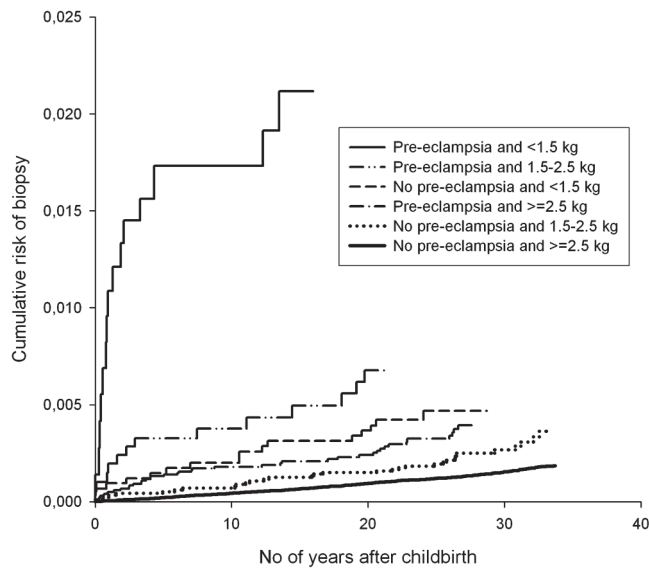 0,025
0,020
0,015
0,010
0,005
0,000
Cumulative risk of biopsy
Pre-eclampsia and <1.5 kg
Pre-eclampsia and 1.5-2.5 kg
No pre-eclampsia and <1.5 kg
Pre-eclampsia and >=2.5 kg
No pre-eclampsia and 1.5-2.5 kg
No pre-eclampsia and >=2.5 kg
0 10 20 30 40
No of years after childbirth